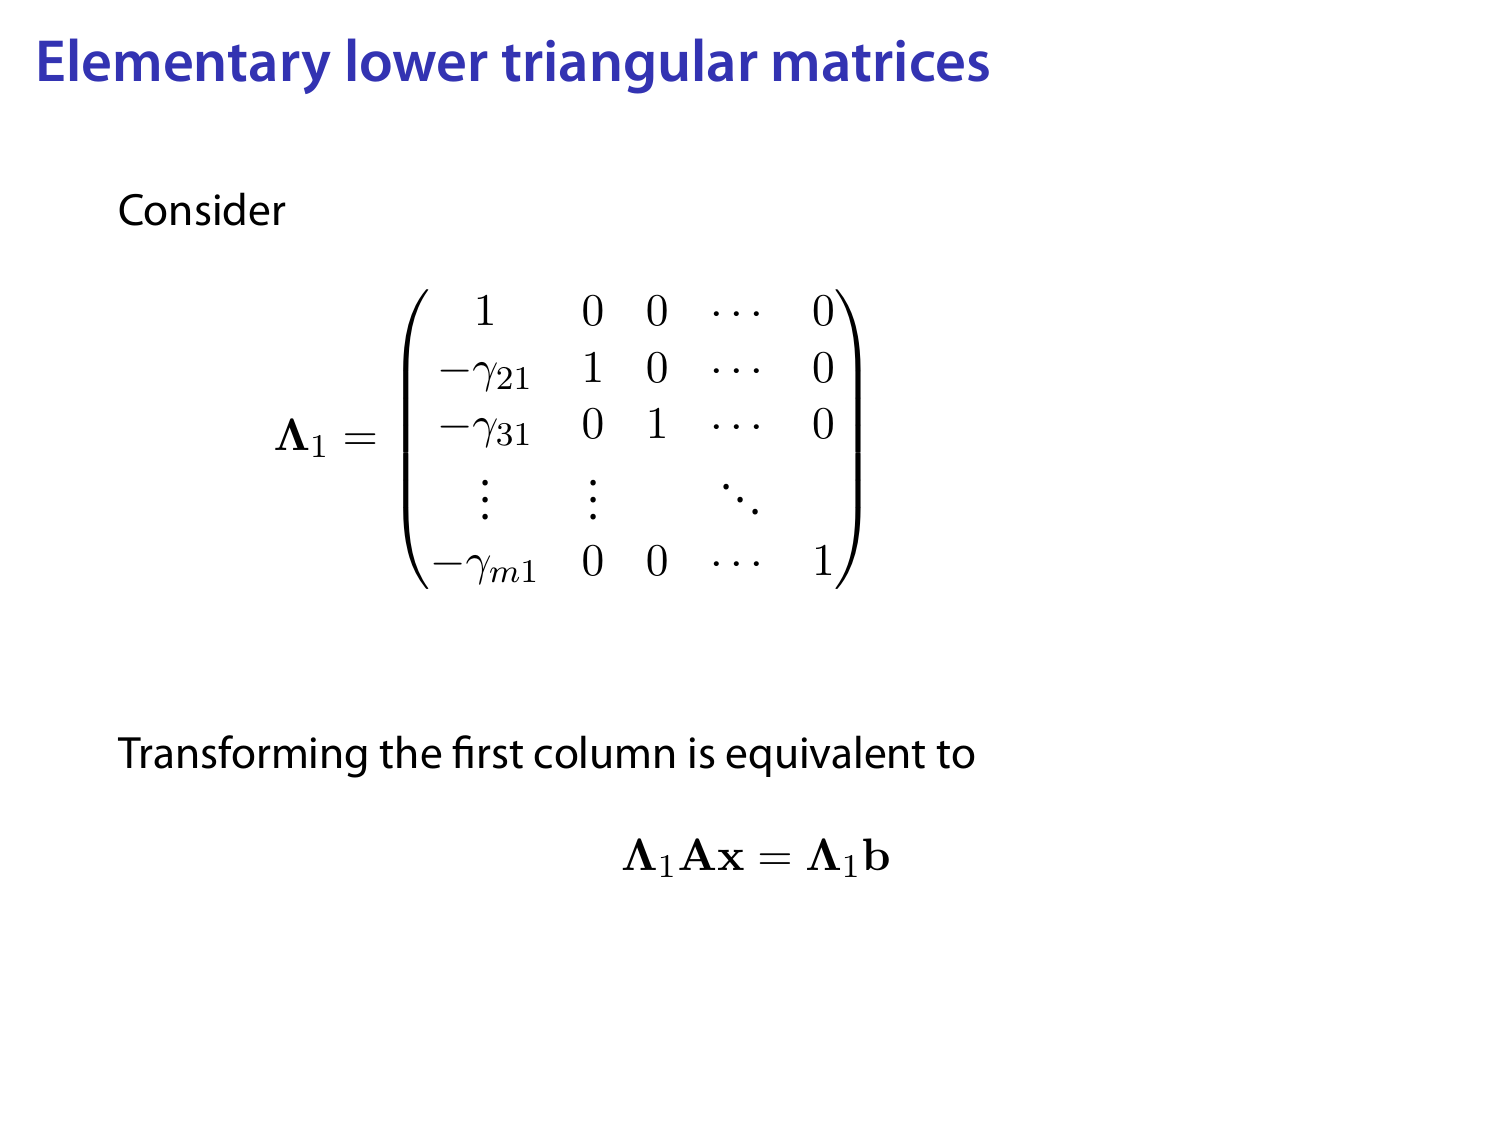 Elementary lower triangular matrices
Consider
1 0 0 ⋯ 0
−γ₂₁ 1 0 ⋯ 0
−γ₃₁ 0 1 ⋯ 0
𝚲₁ =
⋮ ⋮ ⋱
−γₘ₁ 0 0 ⋯ 1
Transforming the first column is equivalent to
𝚲₁𝐀𝐱 = 𝚲₁𝐛